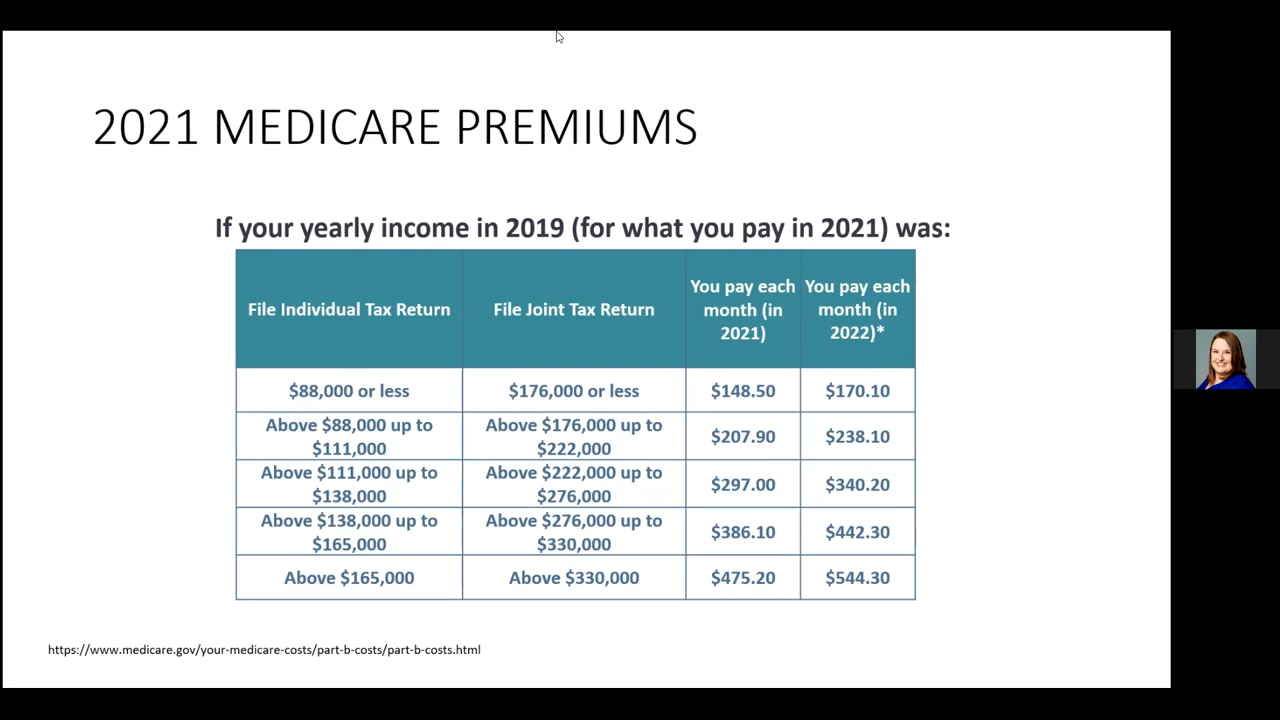 2021 MEDICARE PREMIUMS
If your yearly income in 2019 (for what you pay in 2021) was:
File Individual Tax Return
File Joint Tax Return
You pay each
month (in
2021)
You pay each
month (in
2022)*
$88,000 or less
$176,000 or less
$148.50
$170.10
Above $88,000 up to
$111,000
Above $176,000 up to
$222,000
$207.90
$238.10
Above $111,000 up to
$138,000
Above $222,000 up to
$276,000
$297.00
$340.20
Above $138,000 up to
$165,000
Above $276,000 up to
$330,000
$386.10
$442.30
Above $165,000
Above $330,000
$475.20
$544.30
https://www.medicare.gov/your-medicare-costs/part-b-costs/part-b-costs.html